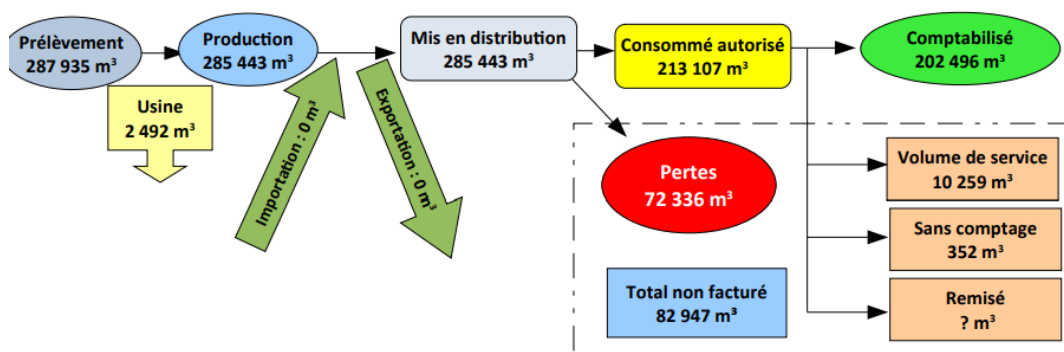 Prélèvement
287 935 m³
Production
285 443 m³
Mis en distribution
285 443 m³
Consommé autorisé
213 107 m³
Comptabilisé
202 496 m³
Usine
2 492 m³
Importation : 0 m³
Exportation : 0 m³
Pertes
72 336 m³
Volume de service
10 259 m³
Sans comptage
352 m³
Total non facturé
82 947 m³
Remisé
? m³